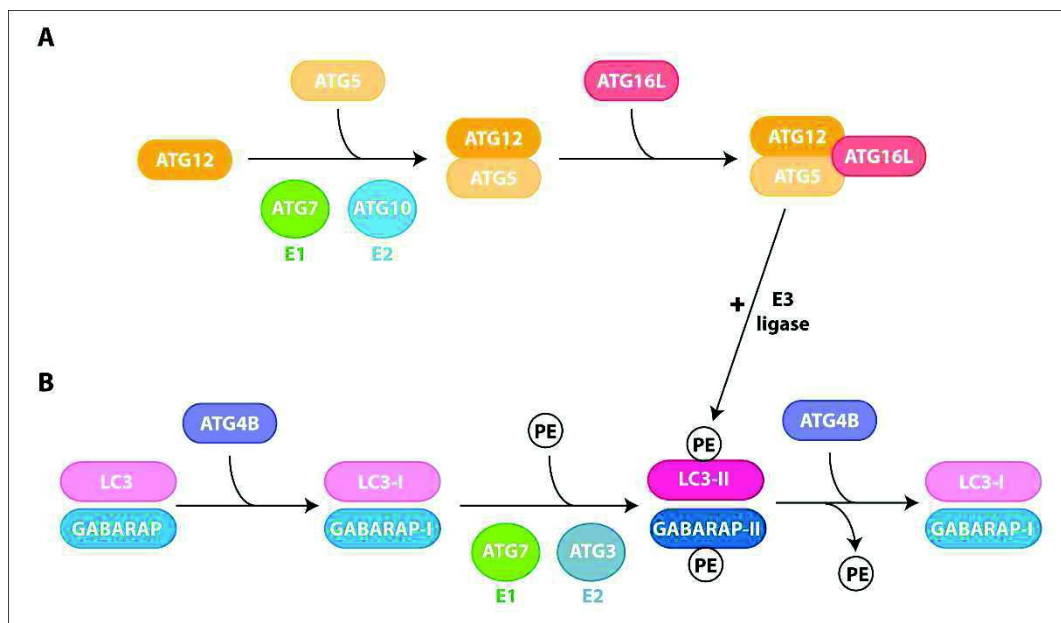 A
ATG5
ATG16L
ATG12
ATG12
ATG5
ATG12
ATG5
ATG16L
ATG7
ATG10
E1
E2
+
E3
ligase
B
ATG4B
PE
PE
ATG4B
LC3
GABARAP
LC3-I
GABARAP-I
LC3-II
GABARAP-II
LC3-I
GABARAP-I
ATG7
ATG3
PE
PE
E1
E2